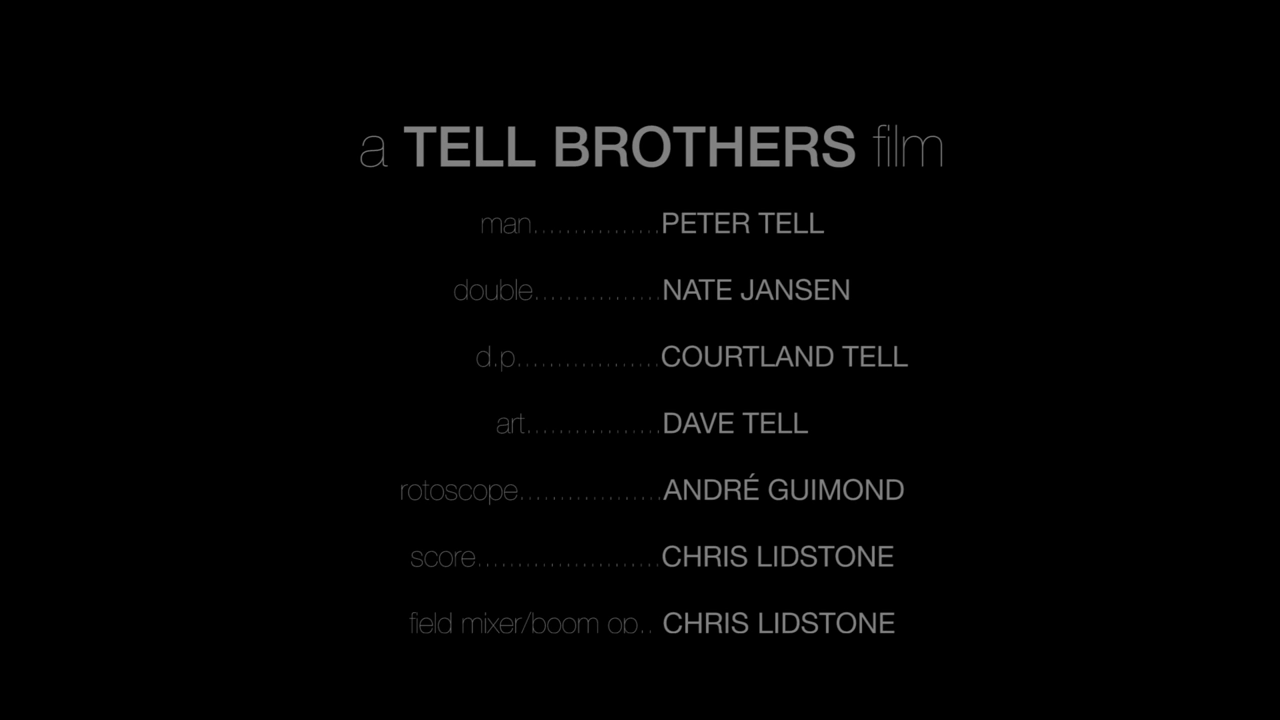 a TELL BROTHERS film
man................PETER TELL
double................NATE JANSEN
d.p..................COURTLAND TELL
art.................DAVE TELL
rotoscope..................ANDRÉ GUIMOND
score.......................CHRIS LIDSTONE
field mixer/boom op.. CHRIS LIDSTONE